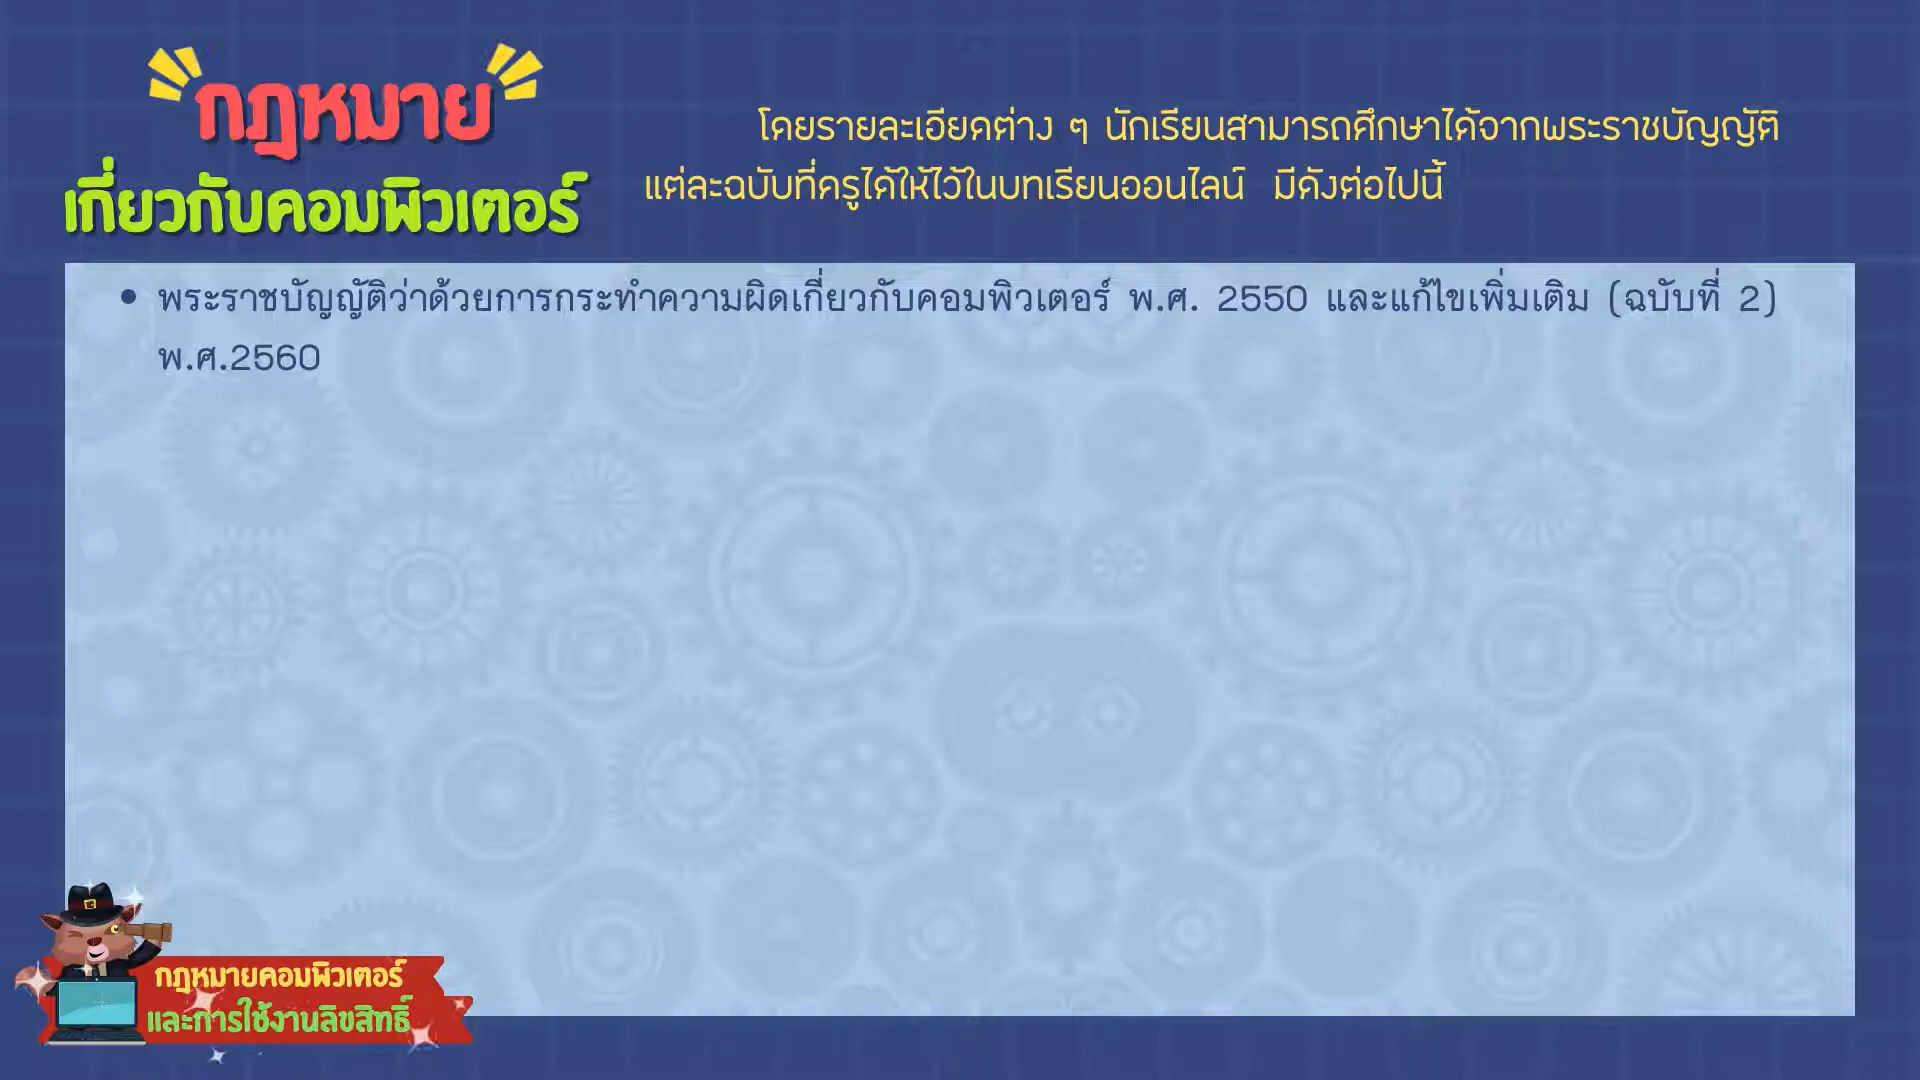 กฎหมาย
เกี่ยวกับคอมพิวเตอร์
โดยรายละเอียดต่าง ๆ นักเรียนสามารถศึกษาได้จากพระราชบัญญัติ
แต่ละฉบับที่ครูได้ให้ไว้ในบทเรียนออนไลน์ มีดังต่อไปนี้
• พระราชบัญญัติว่าด้วยการกระทำความผิดเกี่ยวกับคอมพิวเตอร์ พ.ศ. 2550 และแก้ไขเพิ่มเติม (ฉบับที่ 2)
พ.ศ.2560
กฎหมายคอมพิวเตอร์
และการใช้งานลิขสิทธิ์